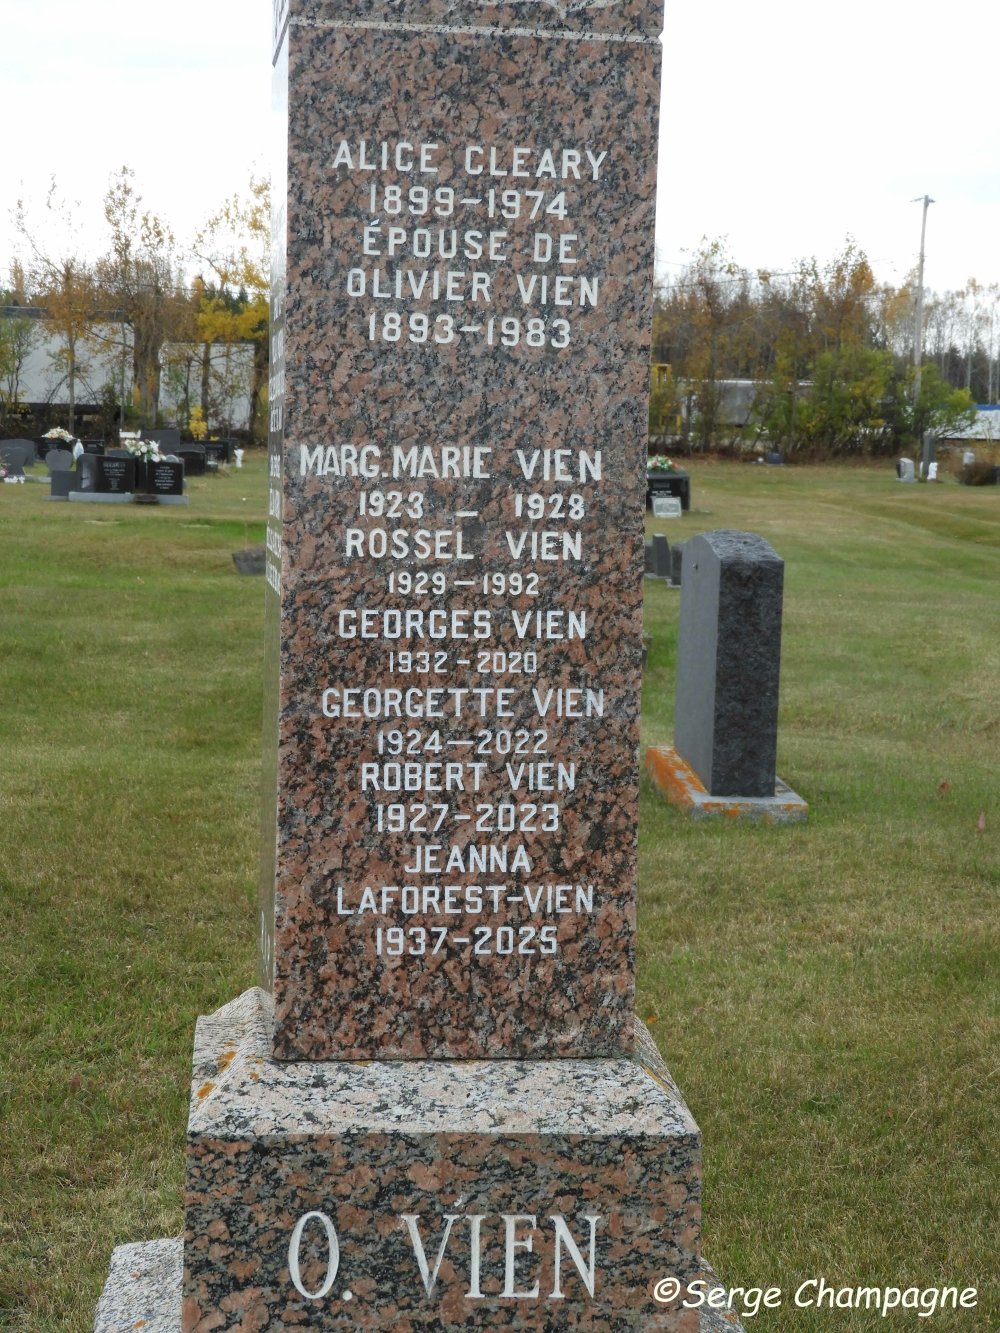 ALICE CLEARY
1899-1974
ÉPOUSE DE
OLIVIER VIEN
1893-1983
MARG. MARIE VIEN
1923 - 1928
ROSSEL VIEN
1929-1992
GEORGES VIEN
1932-2020
GEORGETTE VIEN
1924-2022
ROBERT VIEN
1927-2023
JEANNA
LAFOREST-VIEN
1937-2025
O. VIEN
©Serge Champagne